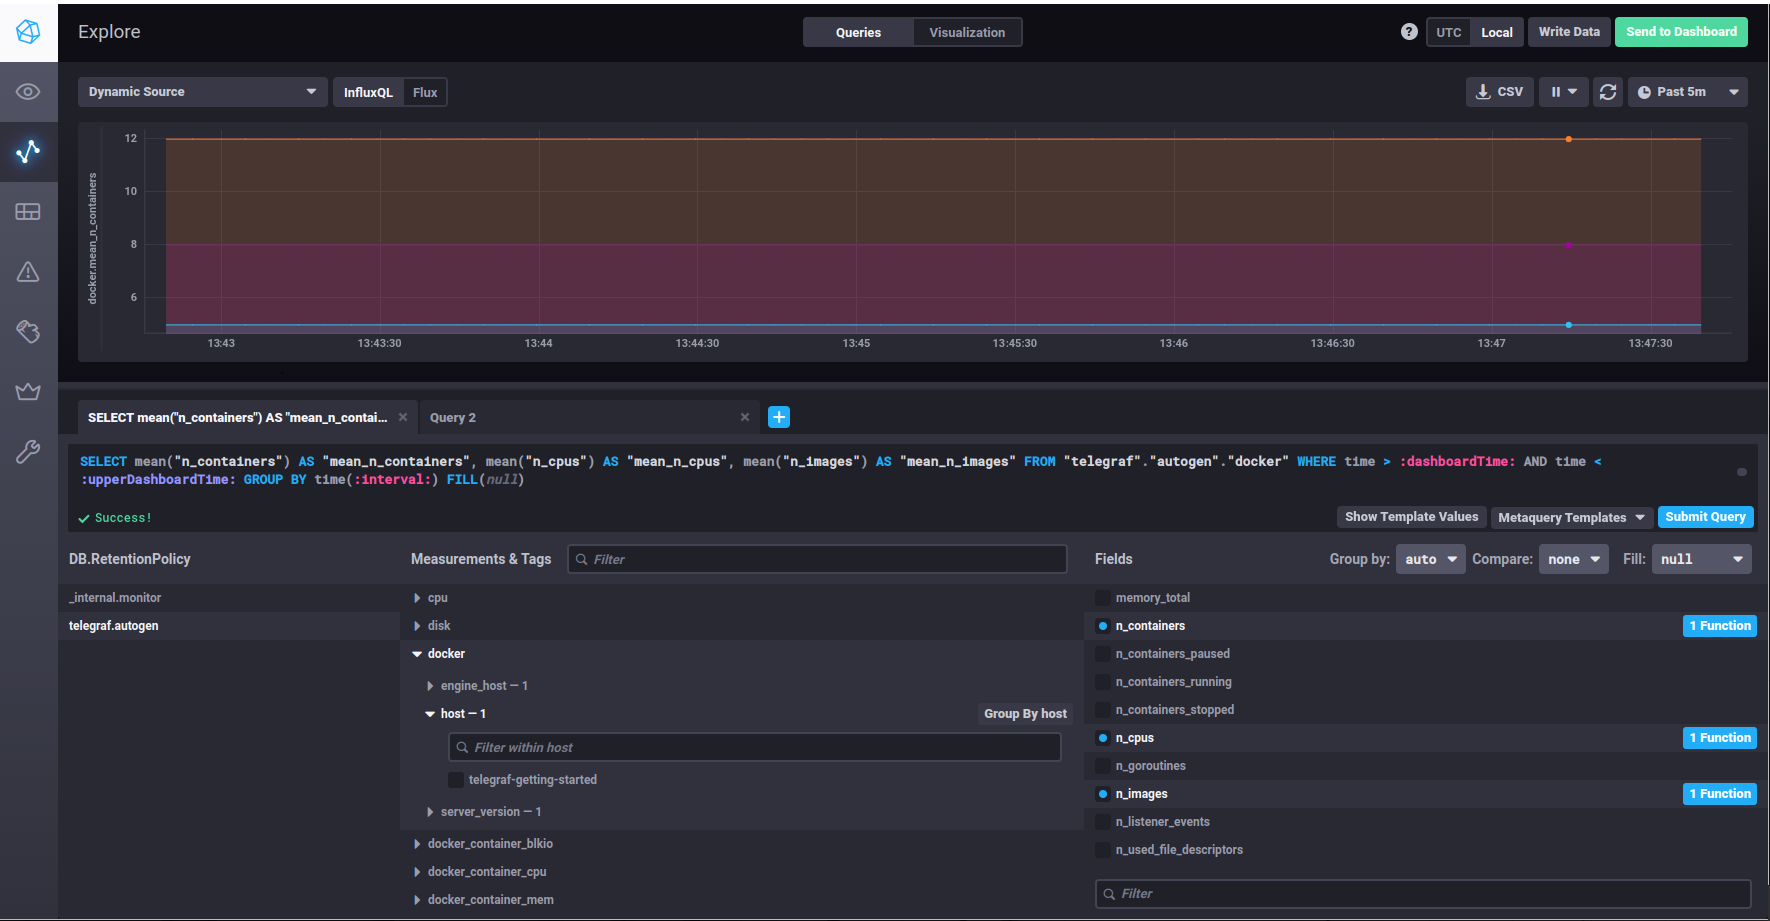 Explore
Queries
Visualization
?
UTC
Local
Write Data
Send to Dashboard
Dynamic Source
InfluxQL
Flux
CSV
Past 5m
docker.mean_n_containers
12
10
8
6
13:43
13:43:30
13:44
13:44:30
13:45
13:45:30
13:46
13:46:30
13:47
13:47:30
SELECT mean("n_containers") AS "mean_n_contai...
Query 2
SELECT mean("n_containers") AS "mean_n_containers", mean("n_cpus") AS "mean_n_cpus", mean("n_images") AS "mean_n_images" FROM "telegraf"."autogen"."docker" WHERE time > :dashboardTime: AND time <
:upperDashboardTime: GROUP BY time(:interval:) FILL(null)
Success!
Show Template Values
Metaquery Templates
Submit Query
DB.RetentionPolicy
_internal.monitor
telegraf.autogen
Measurements & Tags
Filter
cpu
disk
docker
engine_host — 1
host — 1
Group By host
Filter within host
telegraf-getting-started
server_version — 1
docker_container_blkio
docker_container_cpu
docker_container_mem
Fields
Group by: auto
Compare: none
Fill: null
memory_total
n_containers
1 Function
n_containers_paused
n_containers_running
n_containers_stopped
n_cpus
1 Function
n_goroutines
n_images
1 Function
n_listener_events
n_used_file_descriptors
Filter